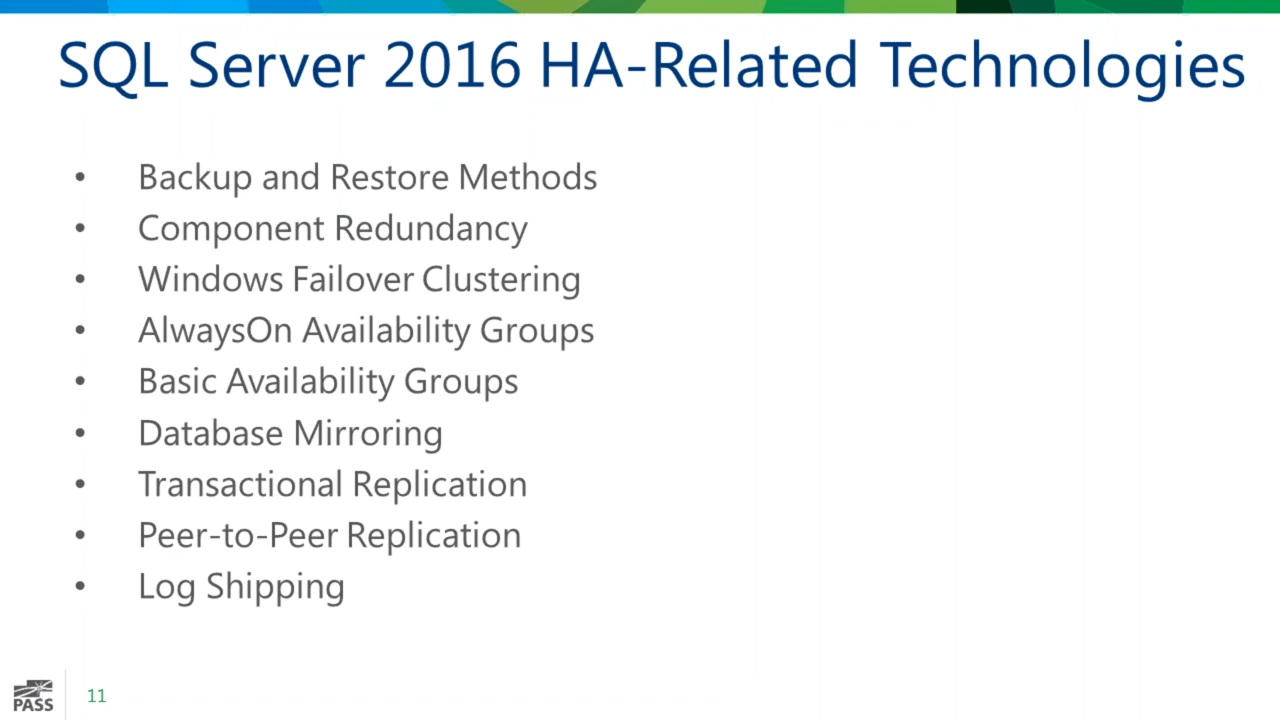 SQL Server 2016 HA-Related Technologies
• Backup and Restore Methods
• Component Redundancy
• Windows Failover Clustering
• AlwaysOn Availability Groups
• Basic Availability Groups
• Database Mirroring
• Transactional Replication
• Peer-to-Peer Replication
• Log Shipping
PASS
11